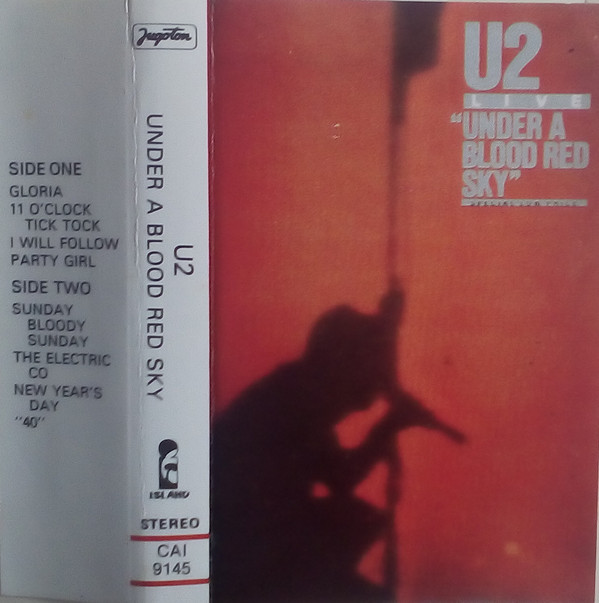 SIDE ONE
GLORIA
11 O'CLOCK
TICK TOCK
I WILL FOLLOW
PARTY GIRL
SIDE TWO
SUNDAY
BLOODY
SUNDAY
THE ELECTRIC
CO
NEW YEAR'S
DAY
"40"
Jugoton
U2
UNDER A BLOOD RED SKY
ISLAND
STEREO
CAI
9145
U2
LIVE
"UNDER A
BLOOD RED
SKY"